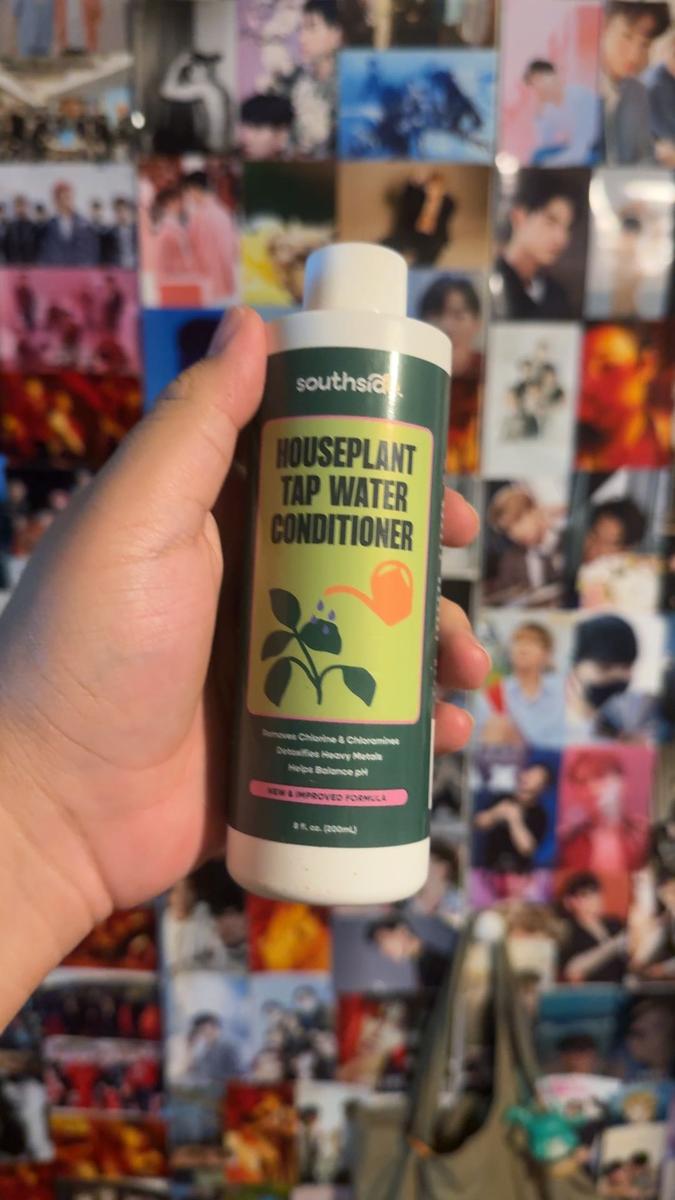 southside
HOUSEPLANT
TAP WATER
CONDITIONER
Removes Chlorine & Chloramines
Detoxifies Heavy Metals
Helps Balance pH
NEW & IMPROVED FORMULA
8 fl. oz. (200mL)